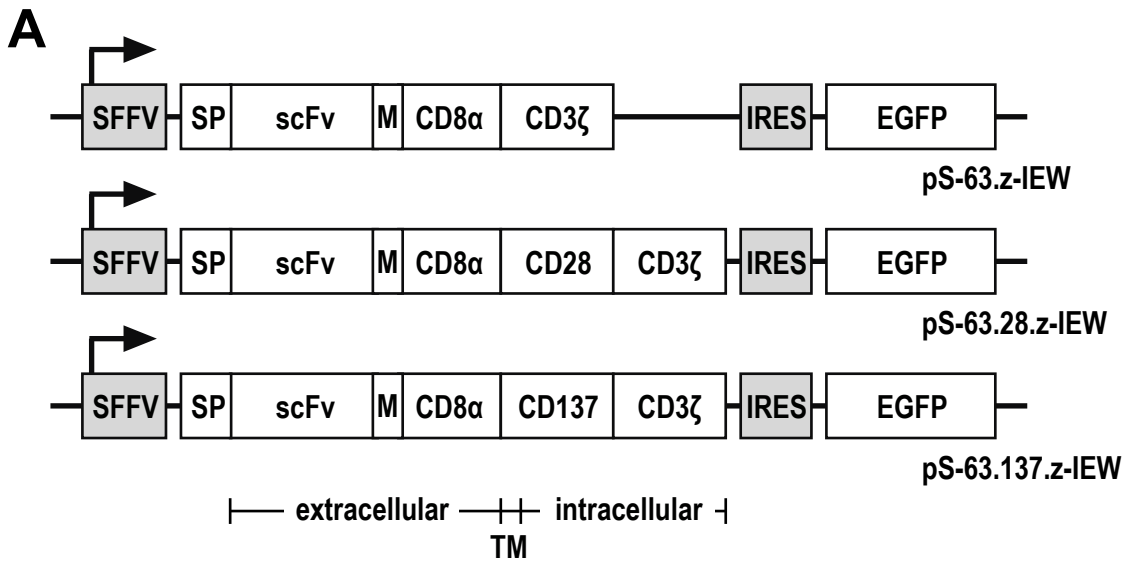 A
SFFV SP scFv M CD8α CD3ζ IRES EGFP
pS-63.z-IEW
SFFV SP scFv M CD8α CD28 CD3ζ IRES EGFP
pS-63.28.z-IEW
SFFV SP scFv M CD8α CD137 CD3ζ IRES EGFP
pS-63.137.z-IEW
extracellular intracellular
TM